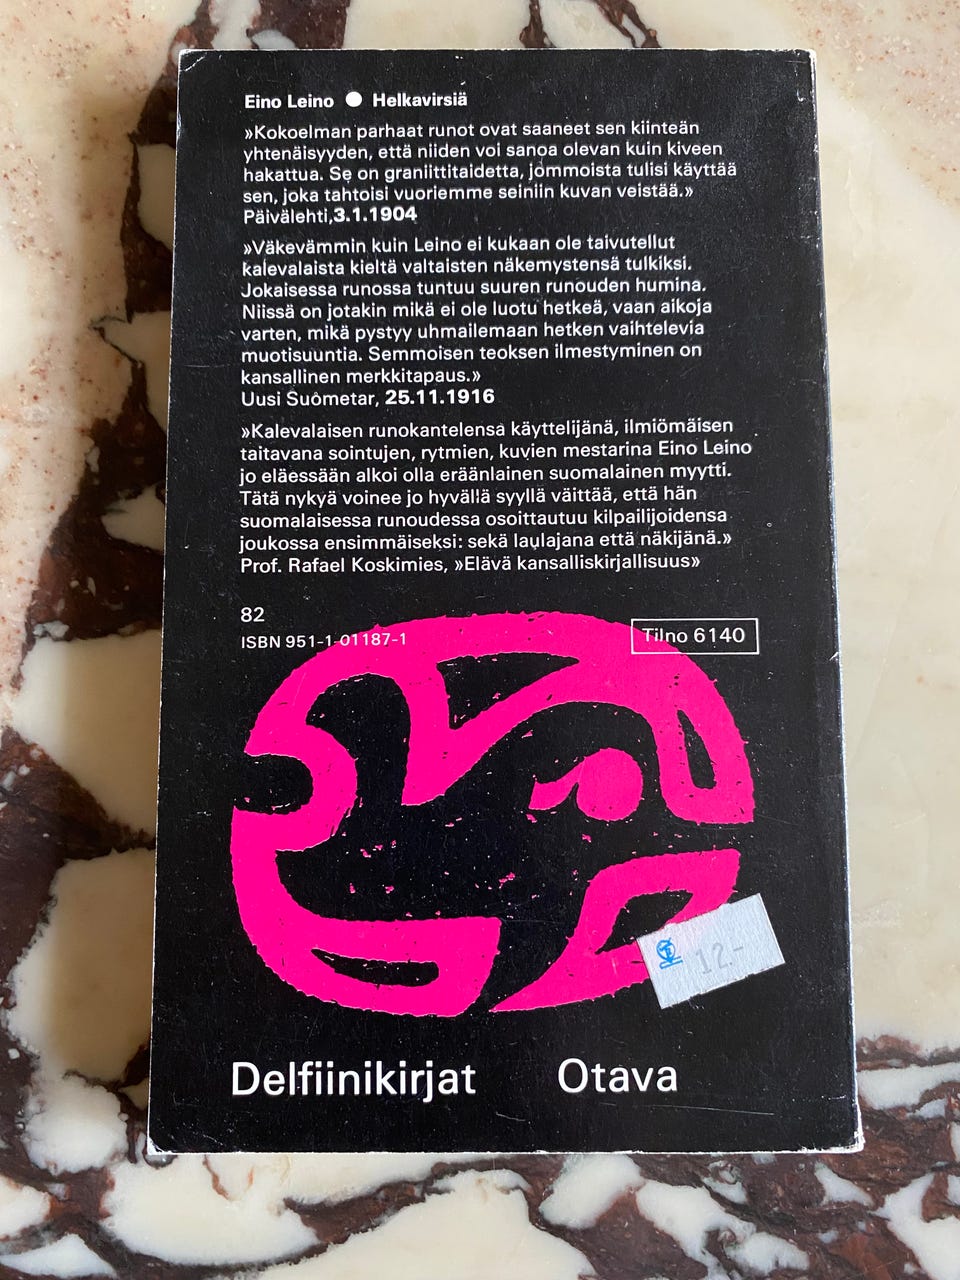 Eino Leino ● Helkavirsiä
»Kokoelman parhaat runot ovat saaneet sen kiinteän
yhtenäisyyden, että niiden voi sanoa olevan kuin kiveen
hakattua. Se on graniittitaidetta, jommoista tulisi käyttää
sen, joka tahtoisi vuoriemme seiniin kuvan veistää.»
Päivälehti,3.1.1904
»Väkevämmin kuin Leino ei kukaan ole taivutellut
kalevalaista kieltä valtaisten näkemystensä tulkiksi.
Jokaisessa runossa tuntuu suuren runouden humina.
Niissä on jotakin mikä ei ole luotu hetkeä, vaan aikoja
varten, mikä pystyy uhmailemaan hetken vaihtelevia
muotisuuntia. Semmoisen teoksen ilmestyminen on
kansallinen merkkitapaus.»
Uusi Suometar, 25.11.1916
»Kalevalaisen runokantelensa käyttelijänä, ilmiömäisen
taitavana sointujen, rytmien, kuvien mestarina Eino Leino
jo eläessään alkoi olla eräänlainen suomalainen myytti.
Tätä nykyä voinee jo hyvällä syyllä väittää, että hän
suomalaisessa runoudessa osoittautuu kilpailijoidensa
joukossa ensimmäiseksi: sekä laulajana että näkijänä.»
Prof. Rafael Koskimies, »Elävä kansalliskirjallisuus»
82
ISBN 951-1-01187-1
Tilno 6140
12.-
Delfiinikirjat Otava